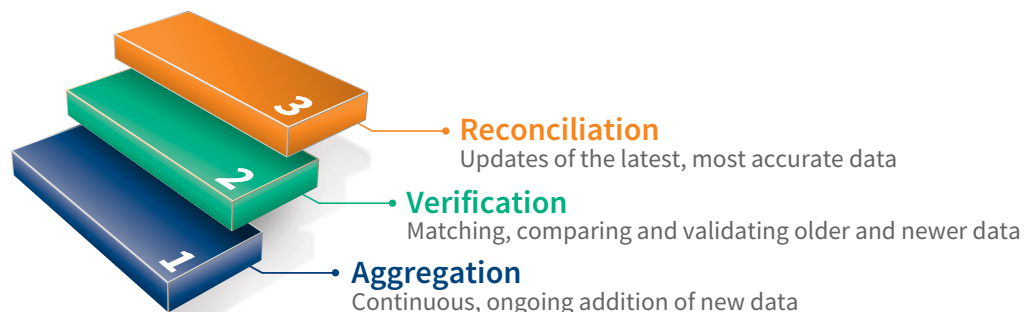 3
Reconciliation
Updates of the latest, most accurate data
2
Verification
Matching, comparing and validating older and newer data
1
Aggregation
Continuous, ongoing addition of new data